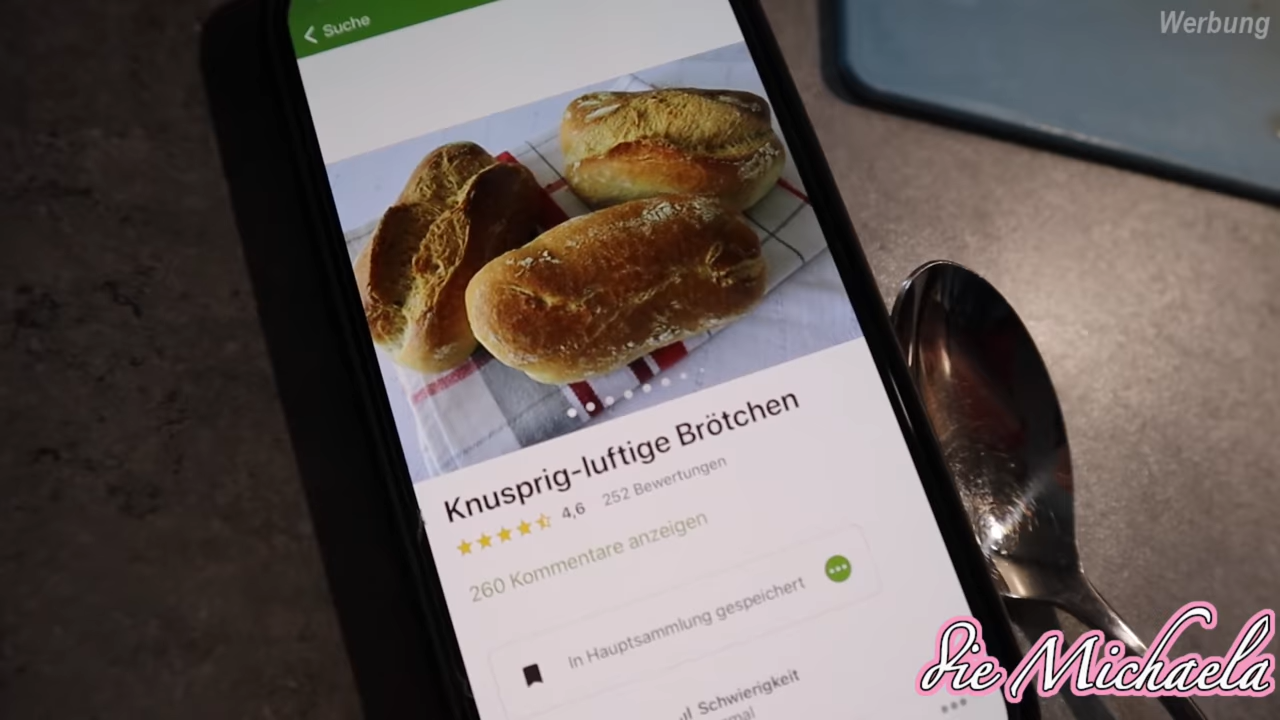 Suche
Werbung
Knusprig-luftige Brötchen
4,6 252 Bewertungen
260 Kommentare anzeigen
In Hauptsammlung gespeichert
Schwierigkeit
die Michaela